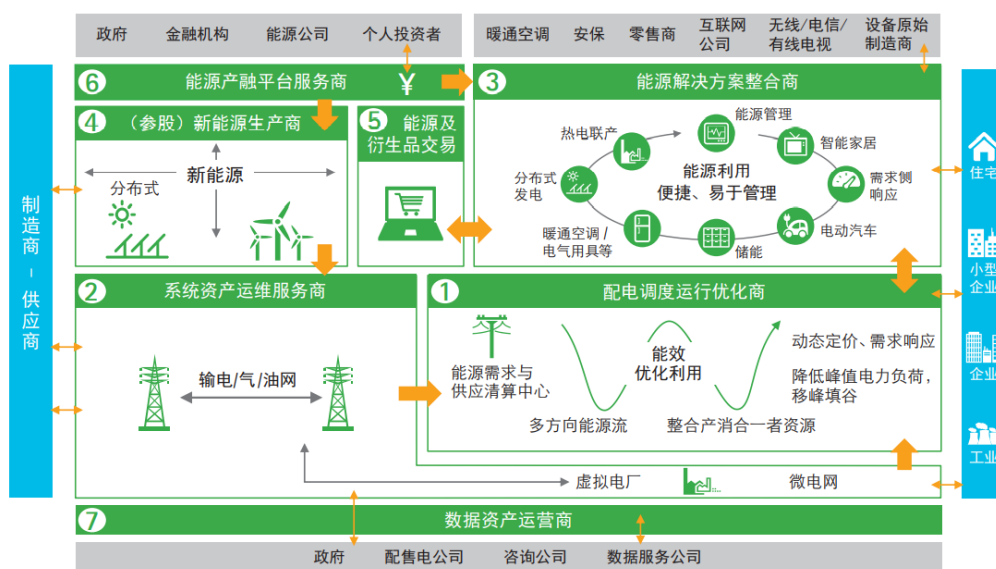 政府
金融机构
能源公司
个人投资者
暖通空调
安保
零售商
互联网
公司
无线/电信/
有线电视
设备原始
制造商
6 能源产融平台服务商 ¥
3 能源解决方案整合商
4 （参股）新能源生产商
新能源
分布式
5 能源及
衍生品交易
能源管理
热电联产
智能家居
分布式
发电
能源利用
便捷、易于管理
需求侧
响应
暖通空调 /
电气用具等
储能
电动汽车
制造商-供应商
住宅
小型
企业
企业
工业
2 系统资产运维服务商
输电/气/油网
1 配电调度运行优化商
能源需求与
供应清算中心
能效
优化利用
动态定价、需求响应
降低峰值电力负荷，
移峰填谷
多方向能源流
整合产消合一者资源
虚拟电厂
微电网
7 数据资产运营商
政府
配售电公司
咨询公司
数据服务公司